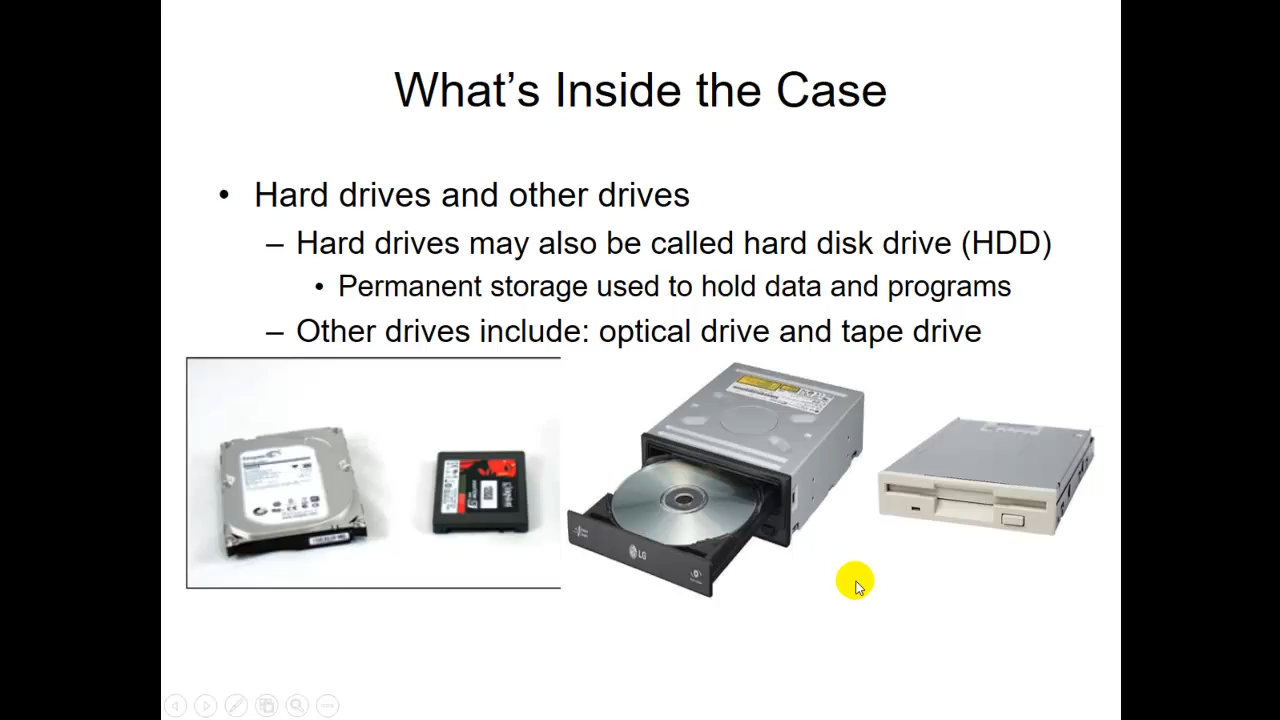 What's Inside the Case
• Hard drives and other drives
– Hard drives may also be called hard disk drive (HDD)
• Permanent storage used to hold data and programs
– Other drives include: optical drive and tape drive
LG